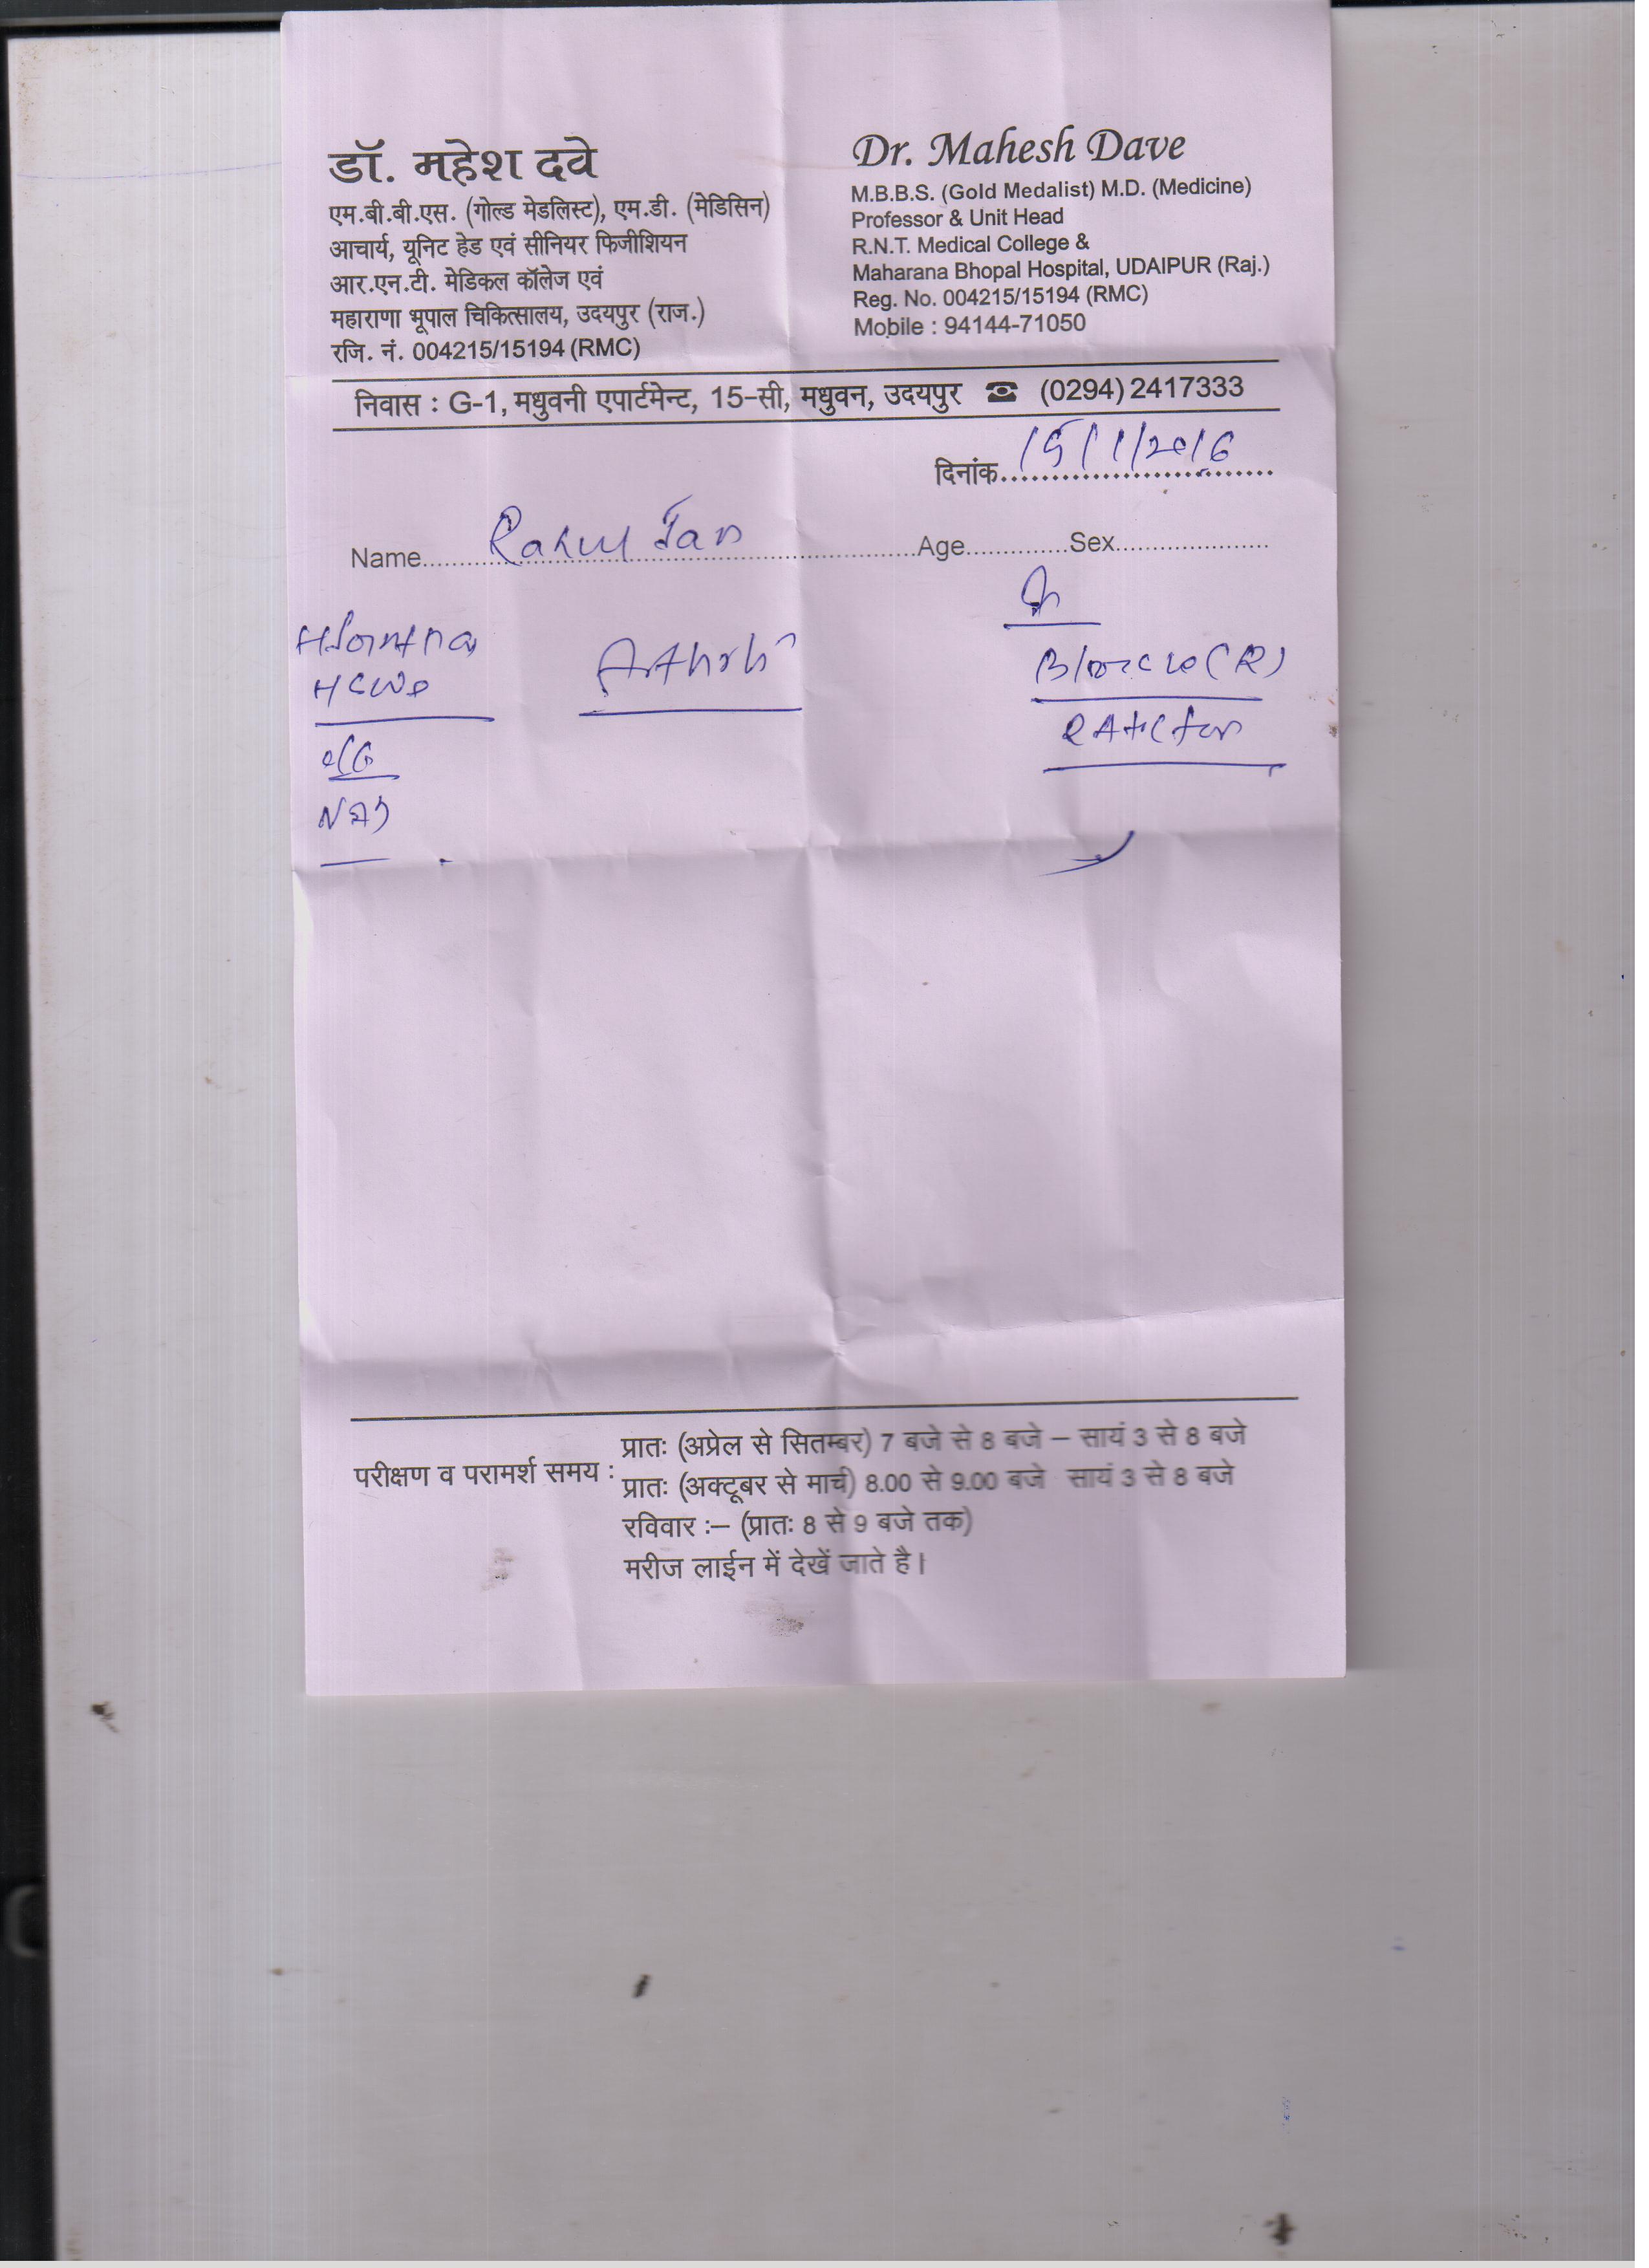 डॉ. महेश दवे
एम.बी.बी.एस. (गोल्ड मेडलिस्ट), एम.डी. (मेडिसिन)
आचार्य, यूनिट हेड एवं सीनियर फिजीशियन
आर.एन.टी. मेडिकल कॉलेज एवं
महाराणा भूपाल चिकित्सालय, उदयपुर (राज.)
रजि. नं. 004215/15194 (RMC)
Dr. Mahesh Dave
M.B.B.S. (Gold Medalist) M.D. (Medicine)
Professor & Unit Head
R.N.T. Medical College &
Maharana Bhopal Hospital, UDAIPUR (Raj.)
Reg. No. 004215/15194 (RMC)
Mobile : 94144-71050
निवास : G-1, मधुवनी एपार्टमेन्ट, 15-सी, मधुवन, उदयपुर ☎ (0294) 2417333
दिनांक 15/1/2016
Name Rahul Jain Age Sex
RA Factor
परीक्षण व परामर्श समय : प्रातः (अप्रेल से सितम्बर) 7 बजे से 8 बजे – सायं 3 से 8 बजे
प्रातः (अक्टूबर से मार्च) 8.00 से 9.00 बजे सायं 3 से 8 बजे
रविवार :– (प्रातः 8 से 9 बजे तक)
मरीज लाईन में देखें जाते है।